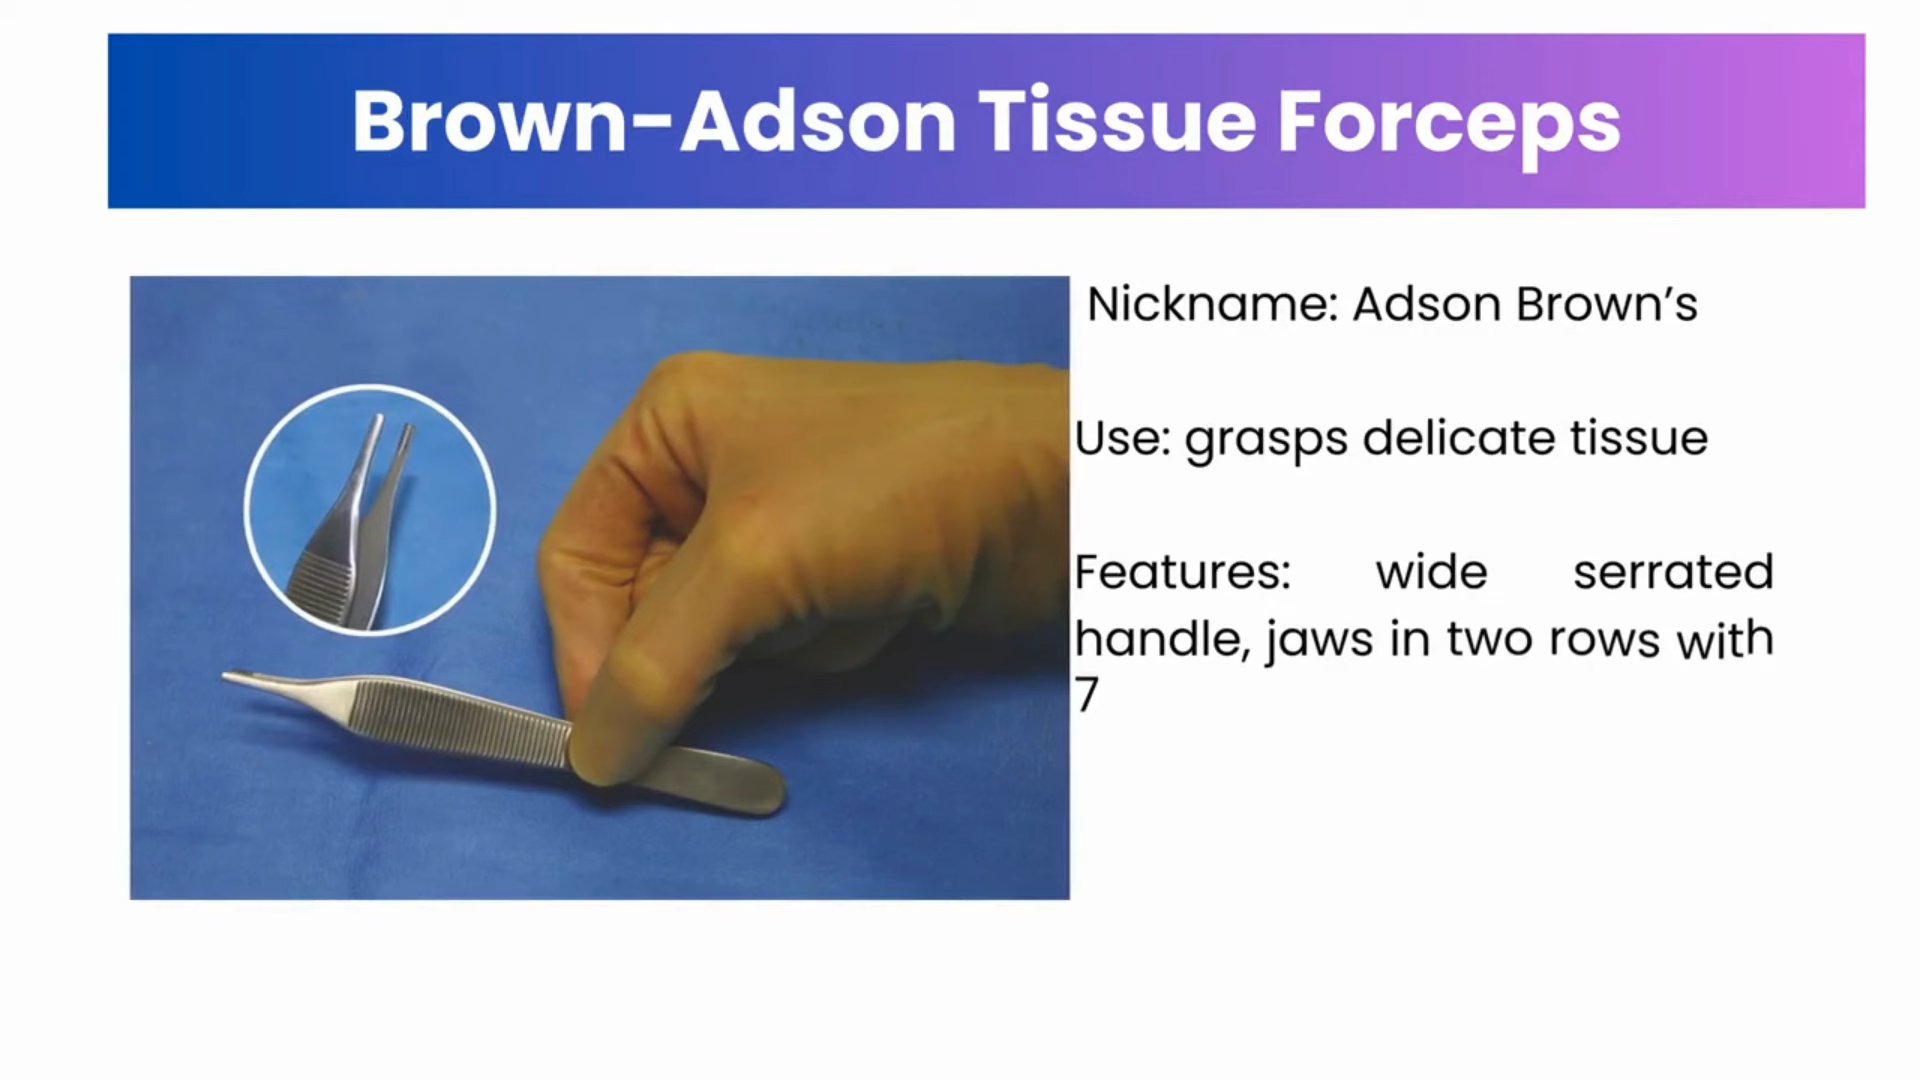 Brown-Adson Tissue Forceps
Nickname: Adson Brown’s
Use: grasps delicate tissue
Features: wide serrated
handle, jaws in two rows with
7